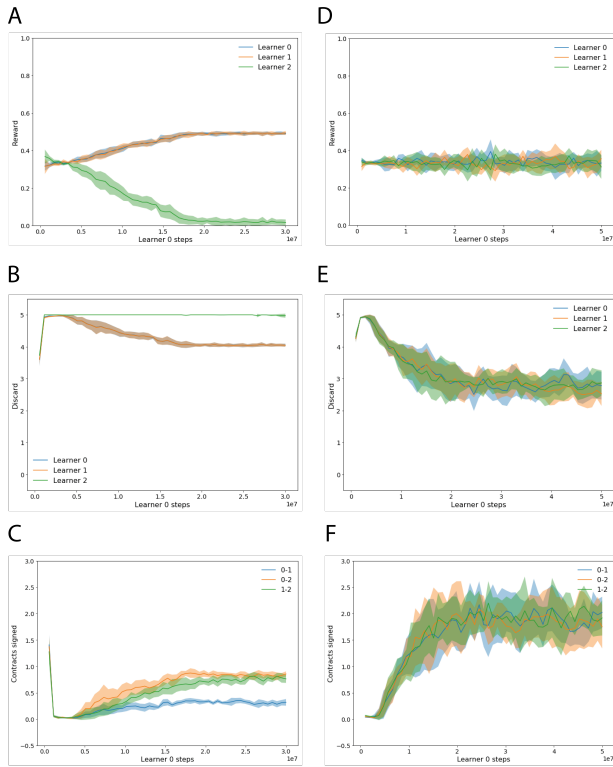 A
D
1.0
0.8
0.6
0.4
0.2
0.0
Reward
Learner 0
Learner 1
Learner 2
0.0 0.5 1.0 1.5 2.0 2.5 3.0
Learner 0 steps
1e7
1.0
0.8
0.6
0.4
0.2
0.0
Reward
Learner 0
Learner 1
Learner 2
0 1 2 3 4 5
Learner 0 steps
1e7
B
E
5
4
3
2
1
0
Discard
Learner 0
Learner 1
Learner 2
0.0 0.5 1.0 1.5 2.0 2.5 3.0
Learner 0 steps
1e7
5
4
3
2
1
0
Discard
Learner 0
Learner 1
Learner 2
0 1 2 3 4 5
Learner 0 steps
1e7
C
F
3.0
2.5
2.0
1.5
1.0
0.5
0.0
−0.5
Contracts signed
0-1
0-2
1-2
0.0 0.5 1.0 1.5 2.0 2.5 3.0
Learner 0 steps
1e7
3.0
2.5
2.0
1.5
1.0
0.5
0.0
−0.5
Contracts signed
0-1
0-2
1-2
0 1 2 3 4 5
Learner 0 steps
1e7